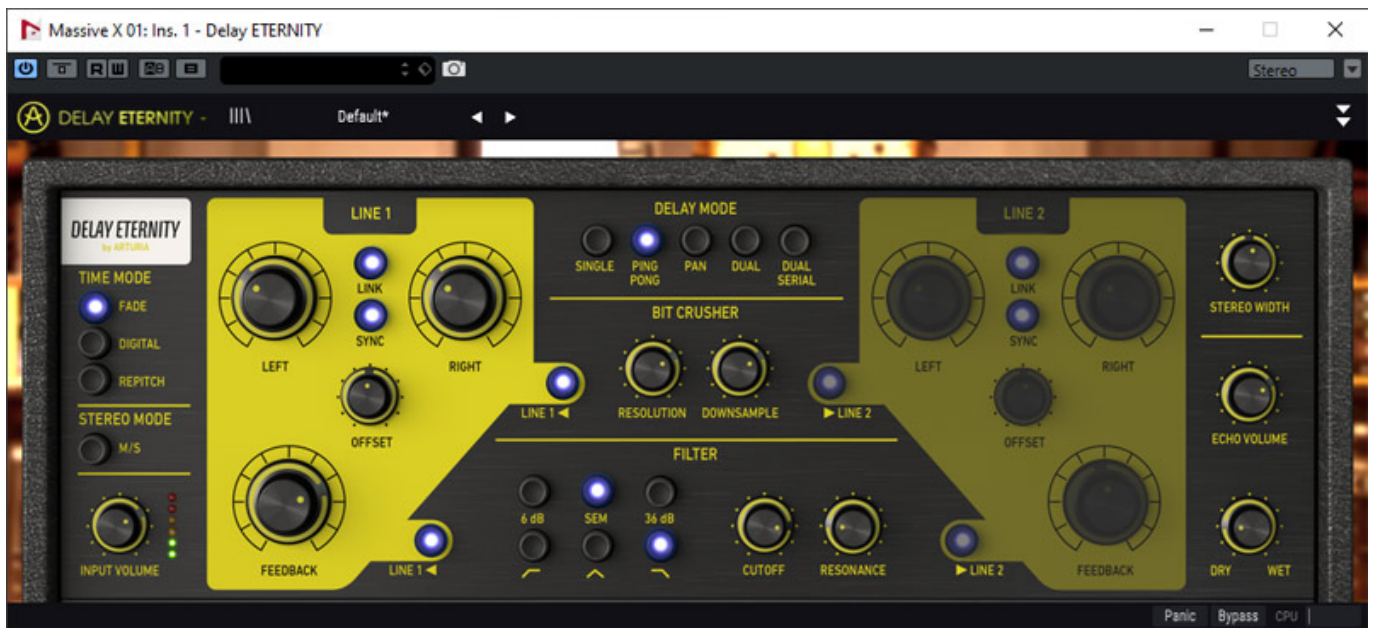 Massive X 01: Ins. 1 - Delay ETERNITY
R W
Stereo
DELAY ETERNITY
Default*
DELAY ETERNITY
by ARTURIA
TIME MODE
FADE
DIGITAL
REPITCH
STEREO MODE
M/S
INPUT VOLUME
LINE 1
LINK
SYNC
LEFT
RIGHT
OFFSET
FEEDBACK
LINE 1
LINE 1
DELAY MODE
SINGLE
PING PONG
PAN
DUAL
DUAL SERIAL
BIT CRUSHER
RESOLUTION
DOWNSAMPLE
FILTER
6 dB
SEM
36 dB
CUTOFF
RESONANCE
LINE 2
LINE 2
LINE 2
LINK
SYNC
LEFT
RIGHT
OFFSET
FEEDBACK
STEREO WIDTH
ECHO VOLUME
DRY
WET
Panic
Bypass
CPU